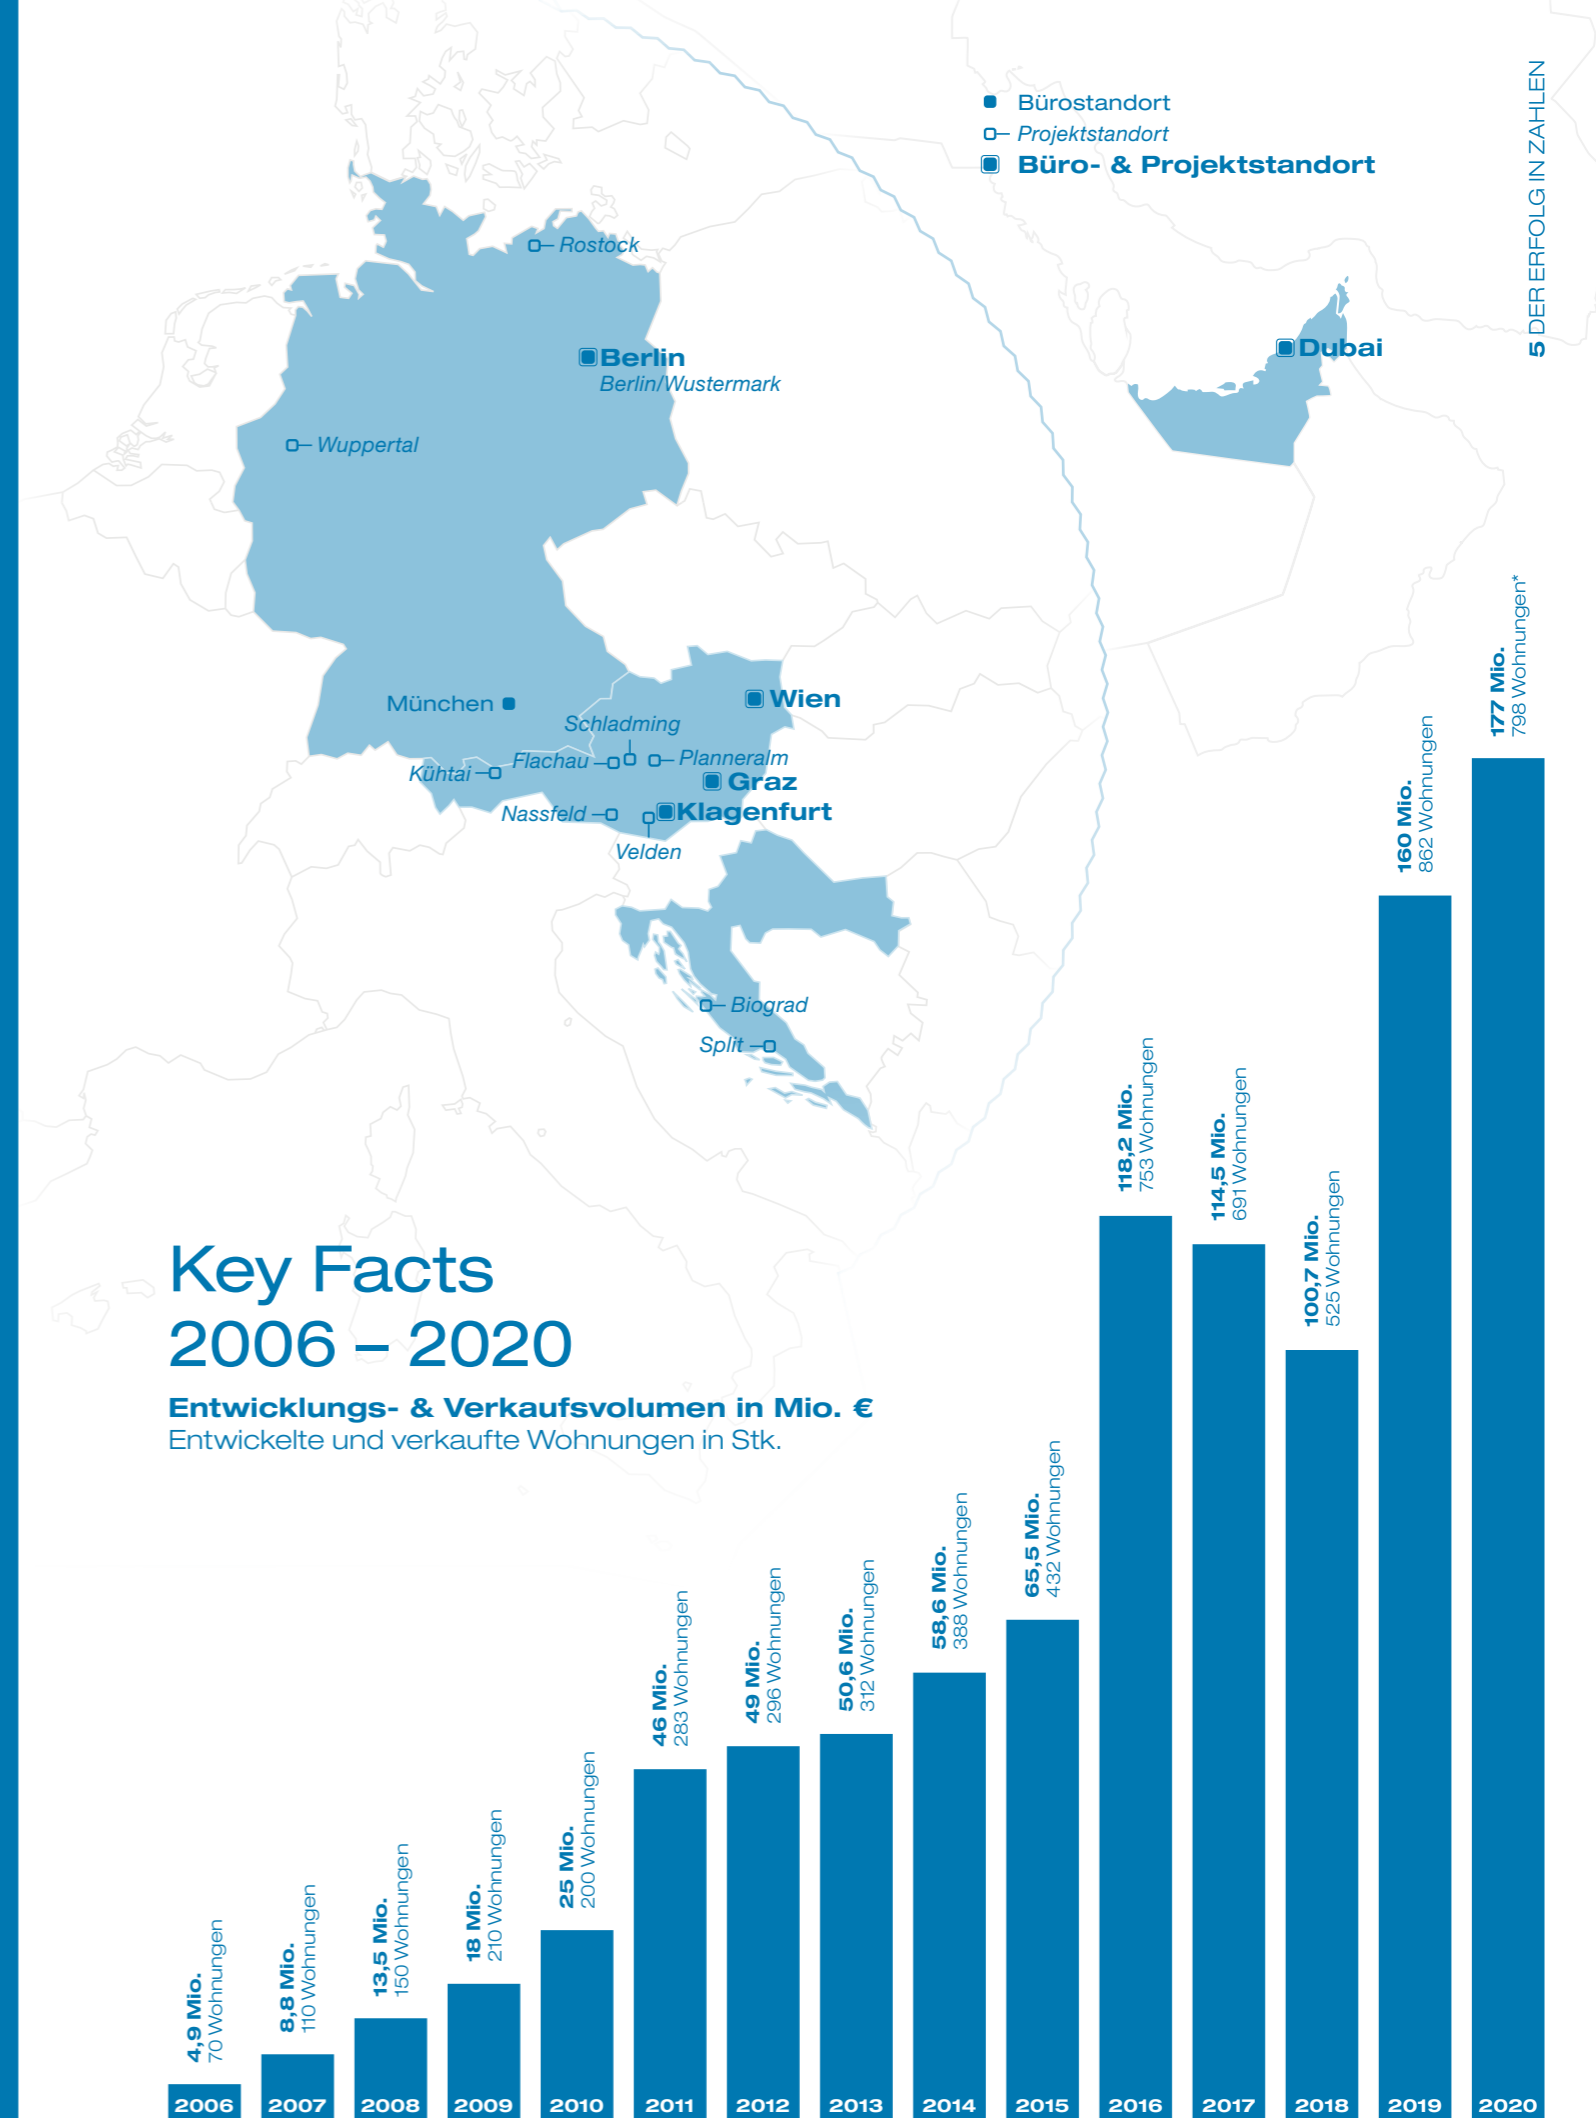 Bürostandort
Projektstandort
Büro- & Projektstandort
5 DER ERFOLG IN ZAHLEN
Rostock
Berlin
Berlin/Wustermark
Dubai
Wuppertal
München
Wien
Schladming
Flachau
Planneralm
Kühtai
Graz
Nassfeld
Klagenfurt
Velden
Biograd
Split
Key Facts
2006 – 2020
Entwicklungs- & Verkaufsvolumen in Mio. €
Entwickelte und verkaufte Wohnungen in Stk.
4,9 Mio.
70 Wohnungen
2006
8,8 Mio.
110 Wohnungen
2007
13,5 Mio.
150 Wohnungen
2008
18 Mio.
210 Wohnungen
2009
25 Mio.
200 Wohnungen
2010
46 Mio.
283 Wohnungen
2011
49 Mio.
296 Wohnungen
2012
50,6 Mio.
312 Wohnungen
2013
58,6 Mio.
388 Wohnungen
2014
65,5 Mio.
432 Wohnungen
2015
118,2 Mio.
753 Wohnungen
2016
114,5 Mio.
691 Wohnungen
2017
100,7 Mio.
525 Wohnungen
2018
160 Mio.
862 Wohnungen
2019
177 Mio.
798 Wohnungen*
2020